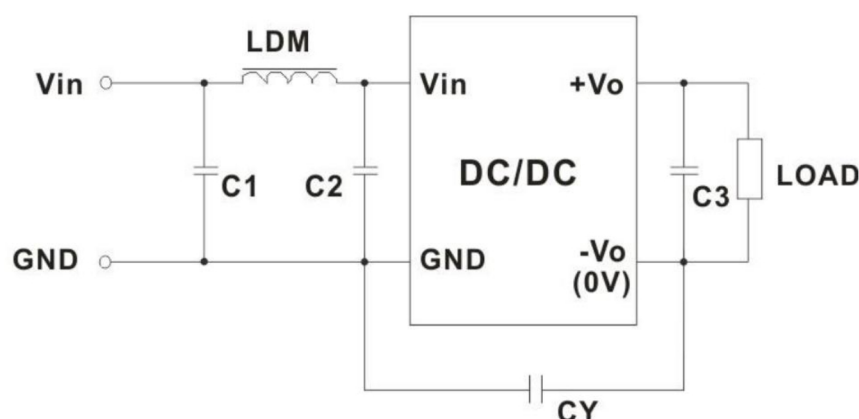 LDM
Vin
Vin
+Vo
C1
C2
DC/DC
C3
LOAD
GND
GND
-Vo
(0V)
CY